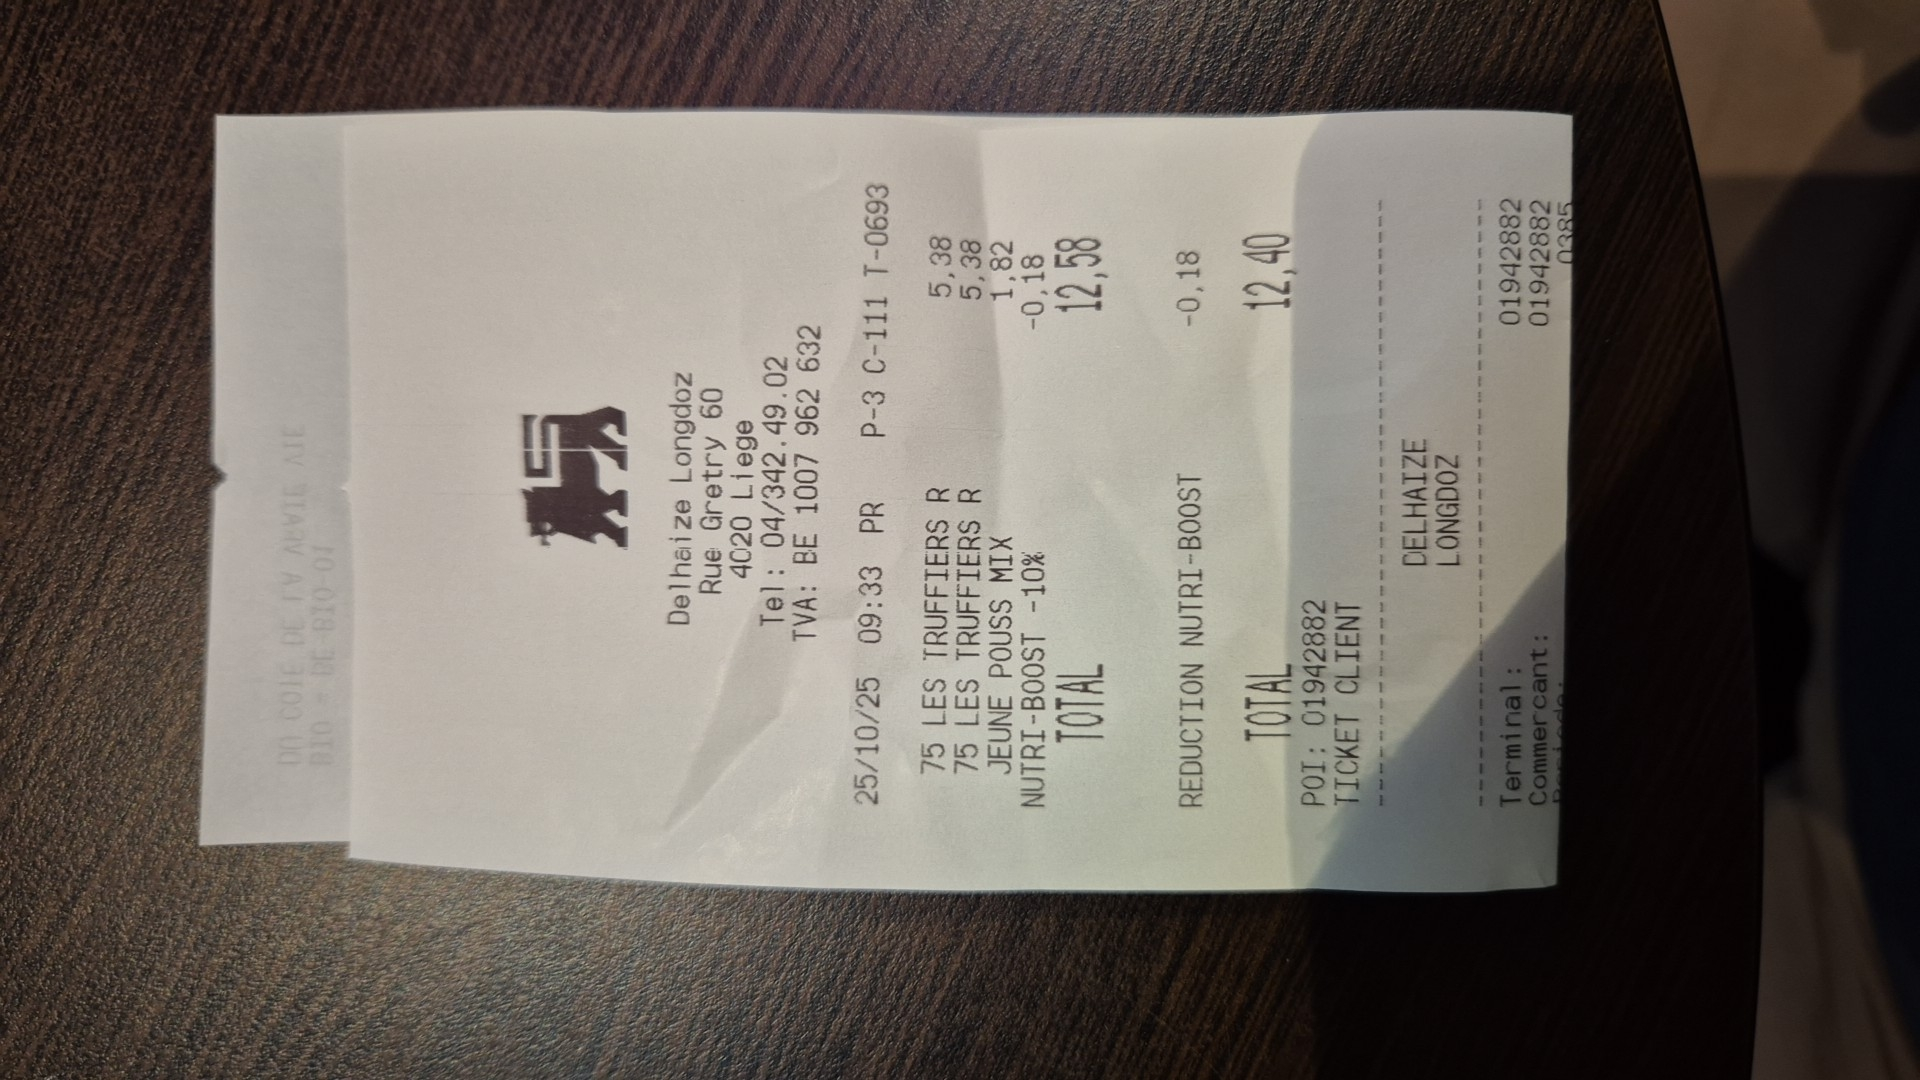 Delhaize Longdoz
Rue Gretry 60
4020 Liege
Tel: 04/342.49.02
TVA: BE 1007 962 632
25/10/25 09:33 PR P-3 C-111 T-0693
75 LES TRUFFIERS R 5,38
75 LES TRUFFIERS R 5,38
JEUNE POUSS MIX 1,82
NUTRI-BOOST -10% -0,18
TOTAL 12,58
REDUCTION NUTRI-BOOST -0,18
TOTAL 12,40
POI: 01942882
TICKET CLIENT
--------------------------------
DELHAIZE
LONGDOZ
--------------------------------
Terminal: 01942882
Commercant: 01942882
0385